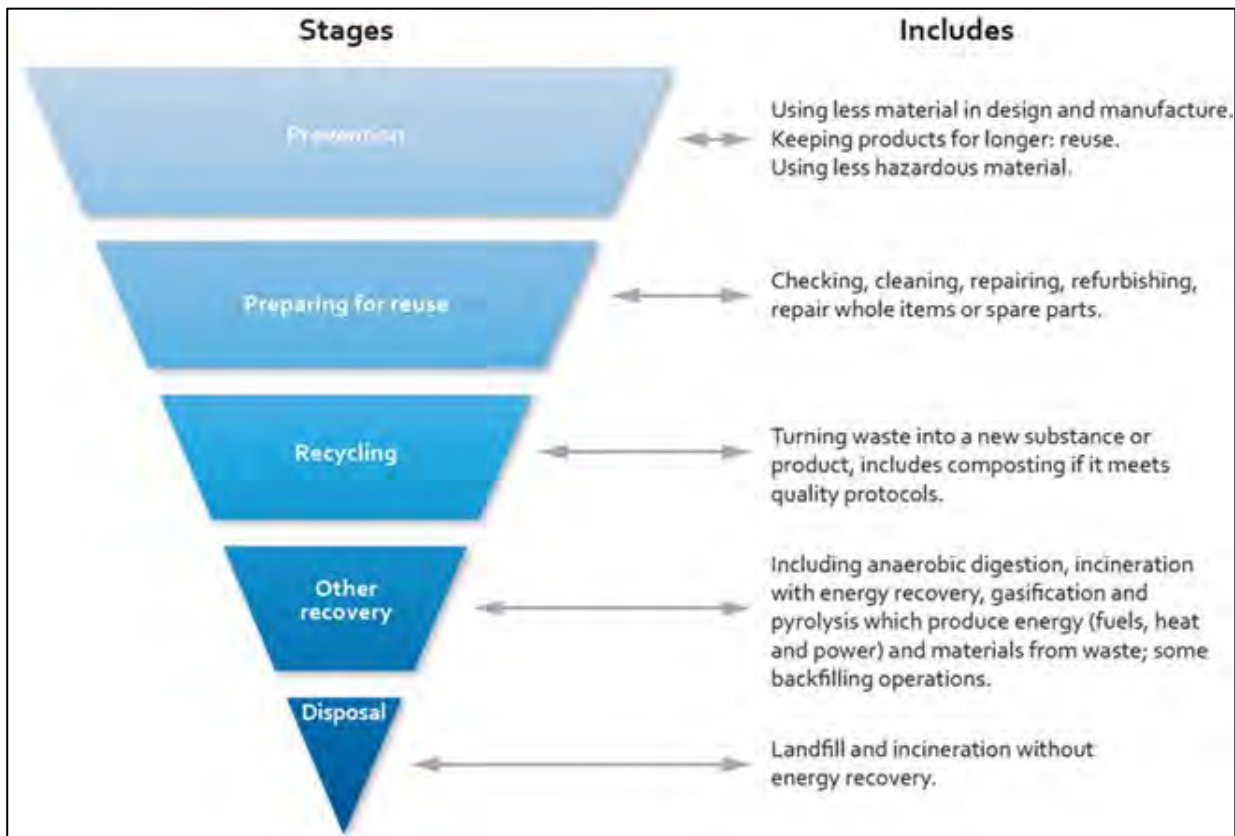 Stages
Includes
Prevention
Using less material in design and manufacture.
Keeping products for longer: reuse.
Using less hazardous material.
Preparing for reuse
Checking, cleaning, repairing, refurbishing,
repair whole items or spare parts.
Recycling
Turning waste into a new substance or
product, includes composting if it meets
quality protocols.
Other
recovery
Including anaerobic digestion, incineration
with energy recovery, gasification and
pyrolysis which produce energy (fuels, heat
and power) and materials from waste; some
backfilling operations.
Disposal
Landfill and incineration without
energy recovery.